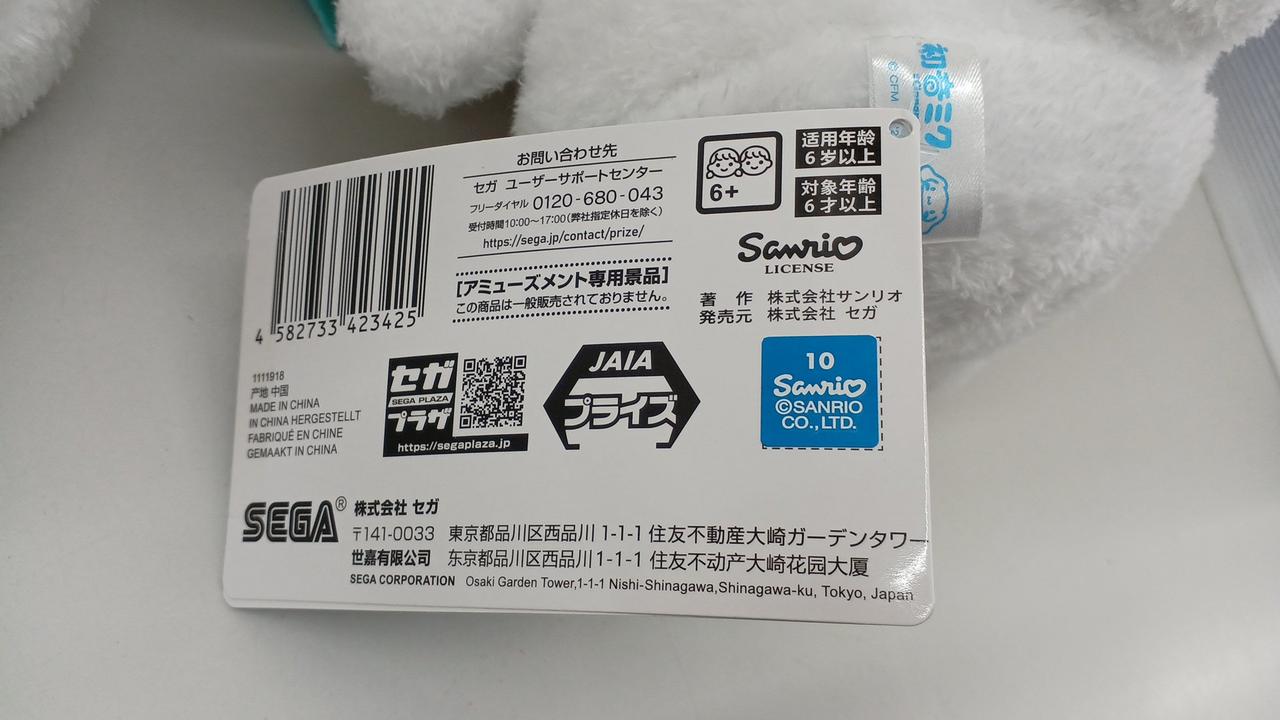 初音ミク
© CFM
お問い合わせ先
セガ ユーザーサポートセンター
フリーダイヤル 0120-680-043
受付時間10:00～17:00(弊社指定休日を除く)
https://sega.jp/contact/prize/
[アミューズメント専用景品]
この商品は一般販売されておりません。
6+
适用年龄
6岁以上
対象年齢
6才以上
Sanrio
LICENSE
著 作 株式会社サンリオ
発売元 株式会社 セガ
4 582733 423425
1111918
产地 中国
MADE IN CHINA
IN CHINA HERGESTELLT
FABRIQUÉ EN CHINE
GEMAAKT IN CHINA
セガ
SEGA PLAZA
プラザ
https://segaplaza.jp
JAIA
プライズ
10
Sanrio
©SANRIO
CO., LTD.
SEGA® 株式会社 セガ
〒141-0033 東京都品川区西品川 1-1-1 住友不動産大崎ガーデンタワー
世嘉有限公司 东京都品川区西品川 1-1-1 住友不动产大崎花园大厦
SEGA CORPORATION Osaki Garden Tower,1-1-1 Nishi-Shinagawa,Shinagawa-ku, Tokyo, Japan